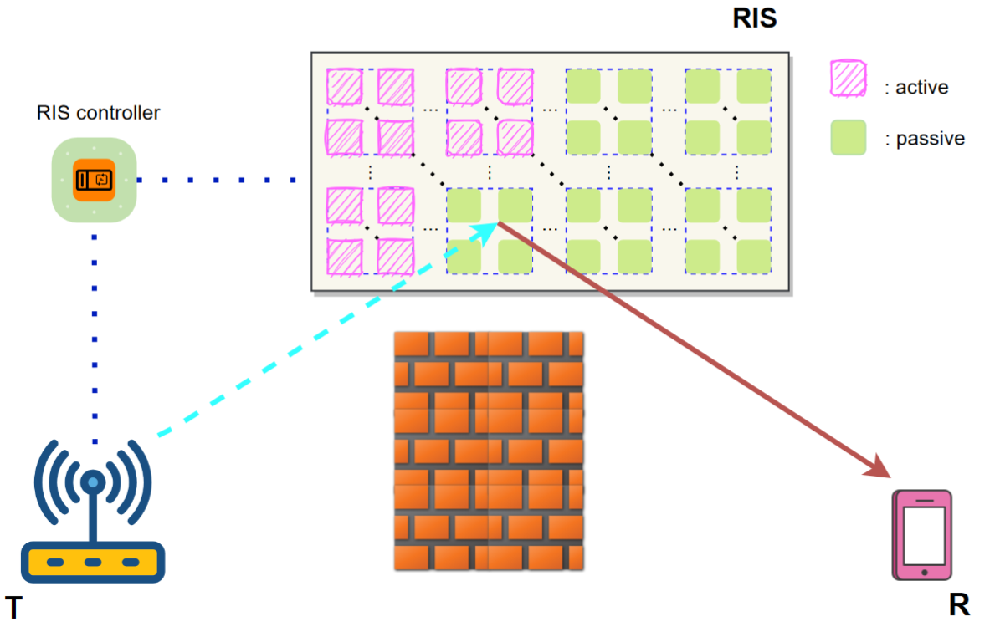 RIS
: active
RIS controller
: passive
T
R